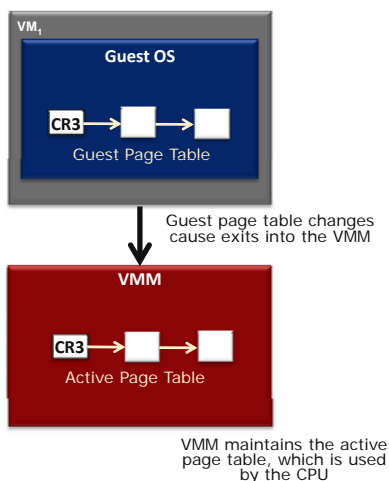 VM1
Guest OS
CR3
Guest Page Table
Guest page table changes
cause exits into the VMM
VMM
CR3
Active Page Table
VMM maintains the active
page table, which is used
by the CPU